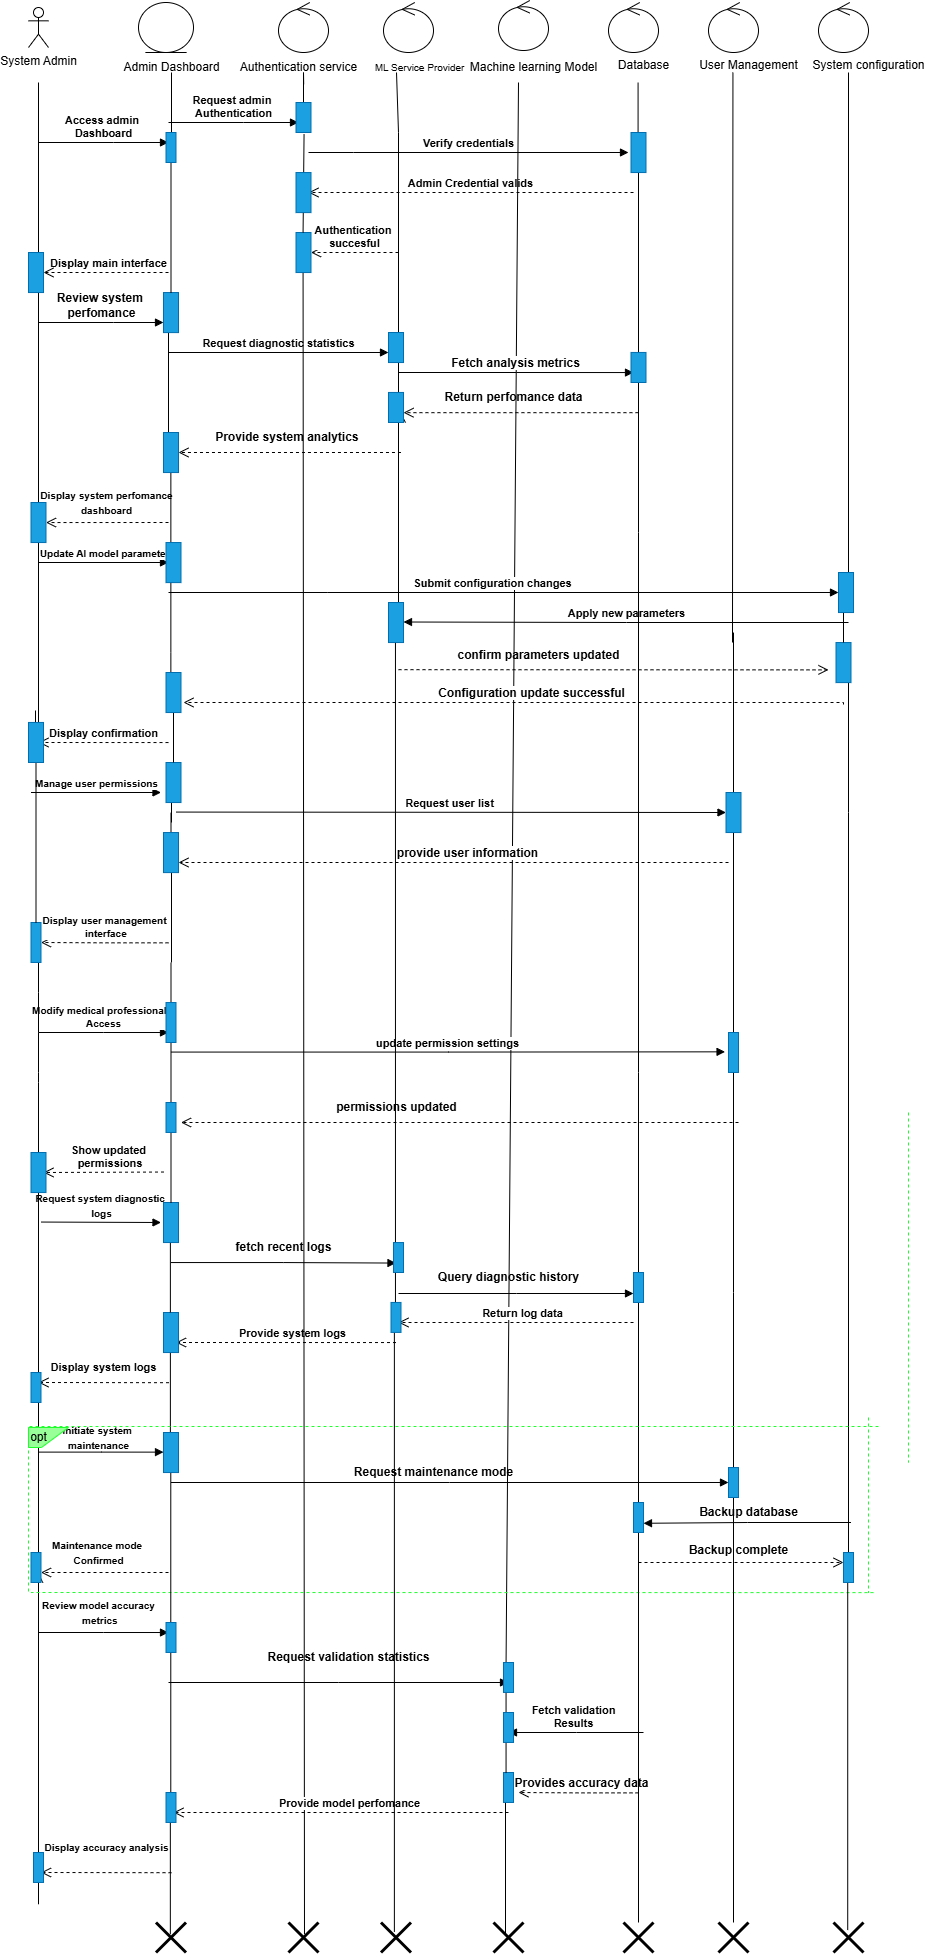 System Admin
Admin Dashboard
Authentication service
ML Service Provider
Machine learning Model
Database
User Management
System configuration
Request admin
Authentication
Access admin
Dashboard
Verify credentials
Admin Credential valids
Authentication
succesful
Display main interface
Review system
perfomance
Request diagnostic statistics
Fetch analysis metrics
Return perfomance data
Provide system analytics
Display system perfomance
dashboard
Update AI model paramete
Submit configuration changes
Apply new parameters
confirm parameters updated
Configuration update successful
Display confirmation
Manage user permissions
Request user list
provide user information
Display user management
interface
Modify medical professional
Access
update permission settings
permissions updated
Show updated
permissions
Request system diagnostic
logs
fetch recent logs
Query diagnostic history
Return log data
Provide system logs
Display system logs
opt
Initiate system
maintenance
Request maintenance mode
Backup database
Backup complete
Maintenance mode
Confirmed
Review model accuracy
metrics
Request validation statistics
Fetch validation
Results
Provides accuracy data
Provide model perfomance
Display accuracy analysis